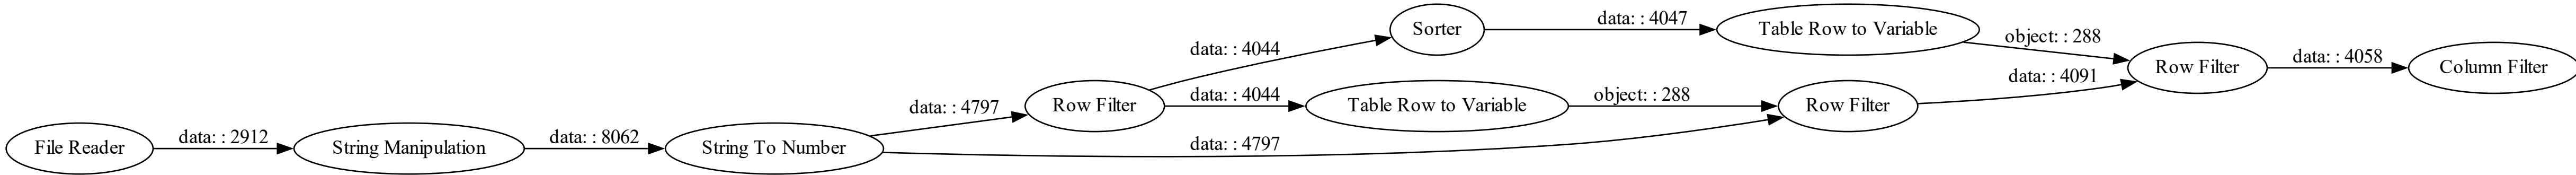 File Reader
data: : 2912
String Manipulation
data: : 8062
String To Number
data: : 4797
data: : 4797
Row Filter
data: : 4044
data: : 4044
Sorter
data: : 4047
Table Row to Variable
object: : 288
Table Row to Variable
object: : 288
Row Filter
data: : 4091
Row Filter
data: : 4058
Column Filter